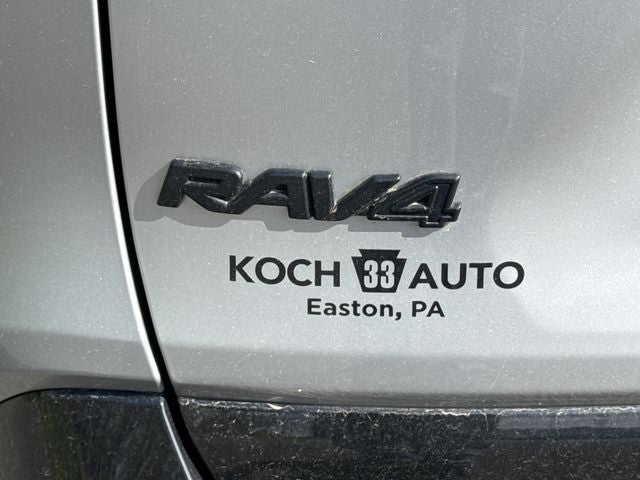 RAV4
KOCH 33 AUTO
Easton, PA